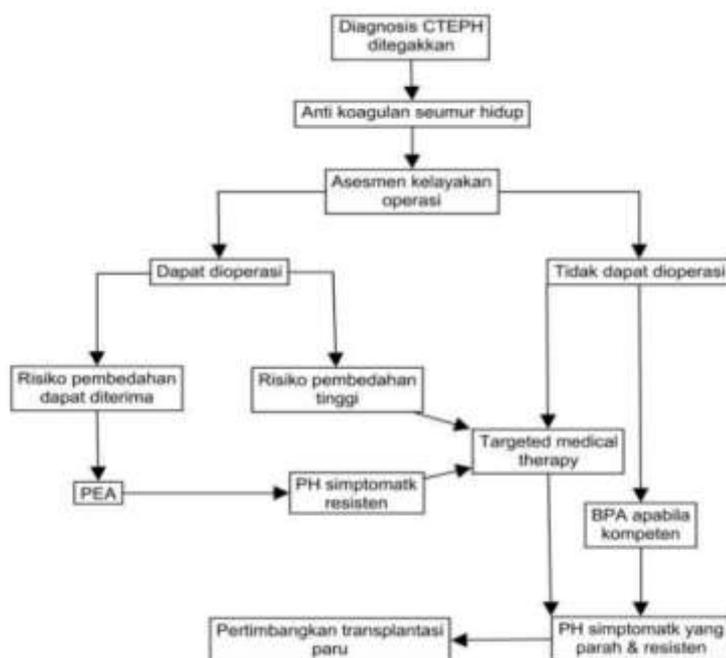 Diagnosis CTEPH
ditegakkan
Anti koagulan seumur hidup
Asesmen kelayakan
operasi
Dapat dioperasi
Tidak dapat dioperasi
Risiko pembedahan
dapat diterima
Risiko pembedahan
tinggi
Targeted medical
therapy
PEA
PH simptomatk
resisten
BPA apabila
kompeten
Pertimbangkan transplantasi
paru
PH simptomatk yang
parah & resisten